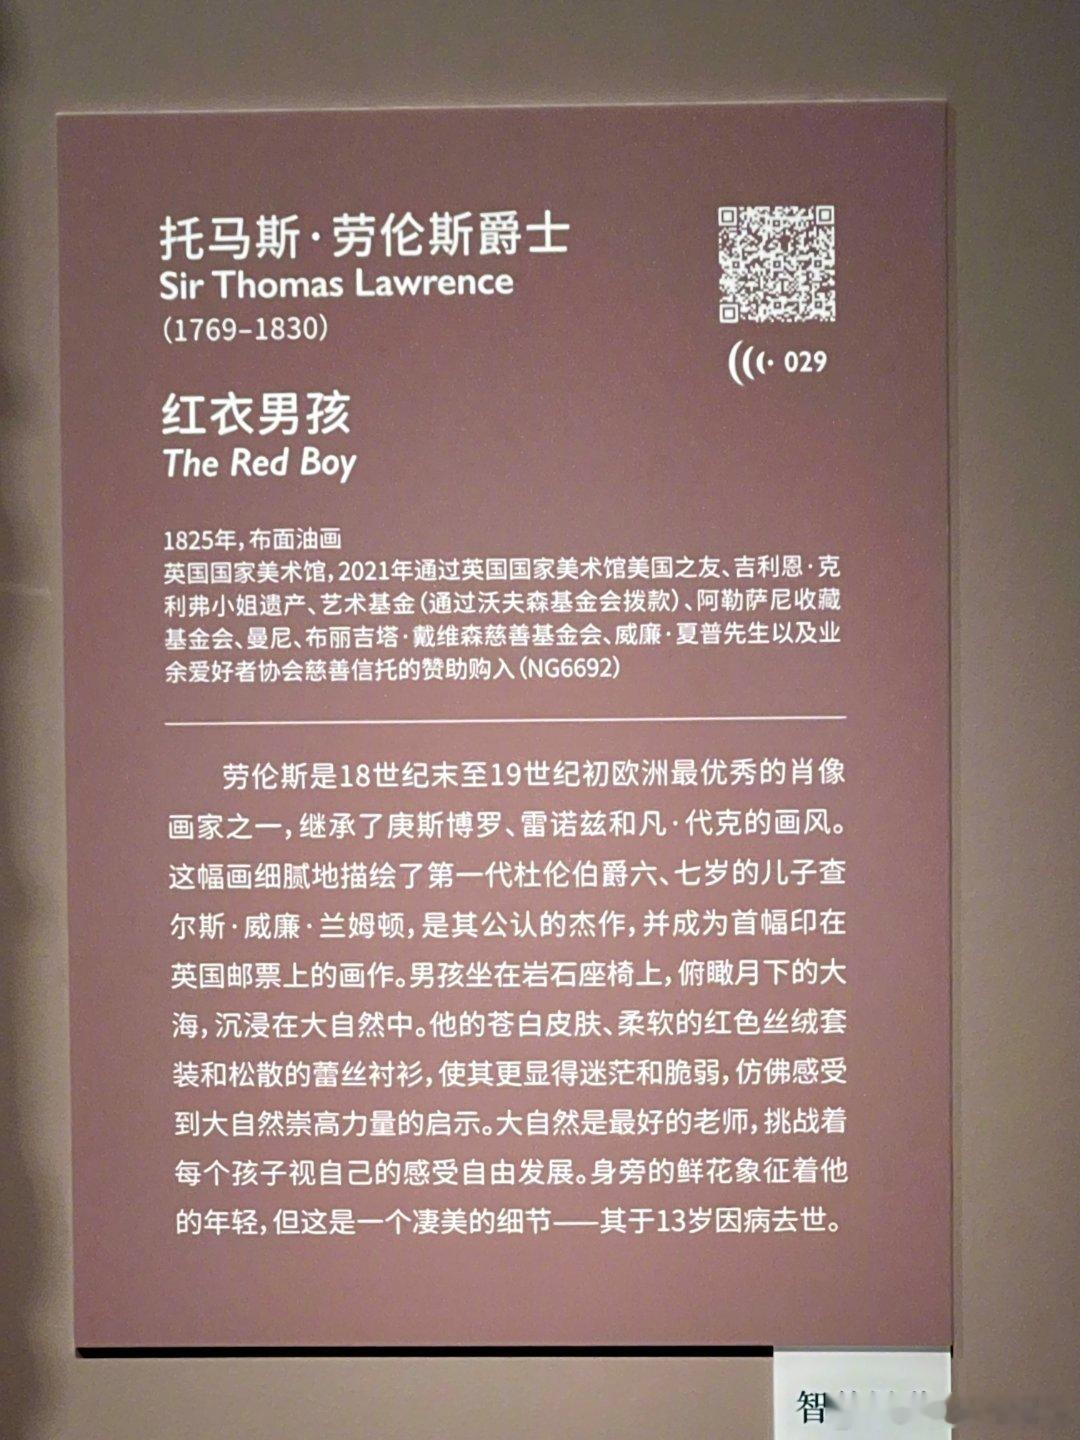 托马斯·劳伦斯爵士
Sir Thomas Lawrence
（1769–1830）
029
红衣男孩
The Red Boy
1825年，布面油画
英国国家美术馆，2021年通过英国国家美术馆美国之友、吉利恩·克
利弗小姐遗产、艺术基金（通过沃夫森基金会拨款）、阿勒萨尼收藏
基金会、曼尼、布丽吉塔·戴维森慈善基金会、威廉·夏普先生以及业
余爱好者协会慈善信托的赞助购入（NG6692）
劳伦斯是18世纪末至19世纪初欧洲最优秀的肖像
画家之一，继承了庚斯博罗、雷诺兹和凡·代克的画风。
这幅画细腻地描绘了第一代杜伦伯爵六、七岁的儿子查
尔斯·威廉·兰姆顿，是其公认的杰作，并成为首幅印在
英国邮票上的画作。男孩坐在岩石座椅上，俯瞰月下的大
海，沉浸在大自然中。他的苍白皮肤、柔软的红色丝绒套
装和松散的蕾丝衬衫，使其更显得迷茫和脆弱，仿佛感受
到大自然崇高力量的启示。大自然是最好的老师，挑战着
每个孩子视自己的感受自由发展。身旁的鲜花象征着他
的年轻，但这是一个凄美的细节——其于13岁因病去世。
智